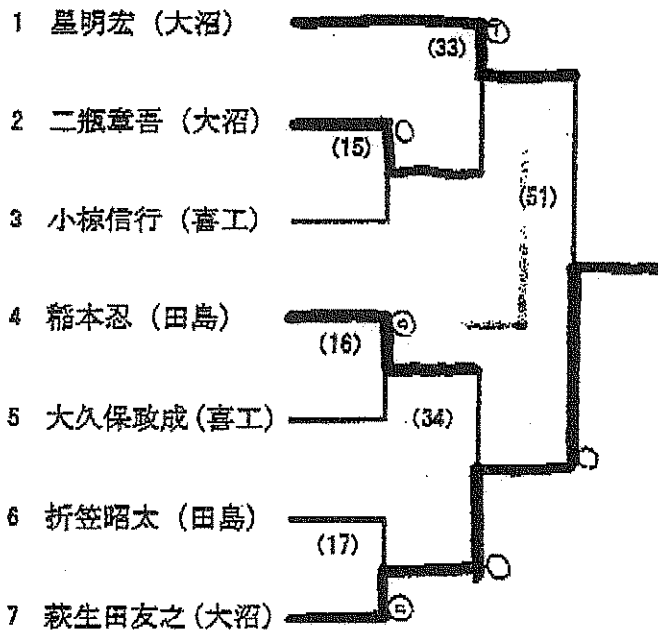 1 星明宏 (大沼)
(33)
2 二瓶章吾 (大沼)
(15)
(51)
3 小椋信行 (喜工)
4 稲本忍 (田島)
(16)
5 大久保政成 (喜工)
(34)
6 折笠昭太 (田島)
(17)
7 萩生田友之 (大沼)